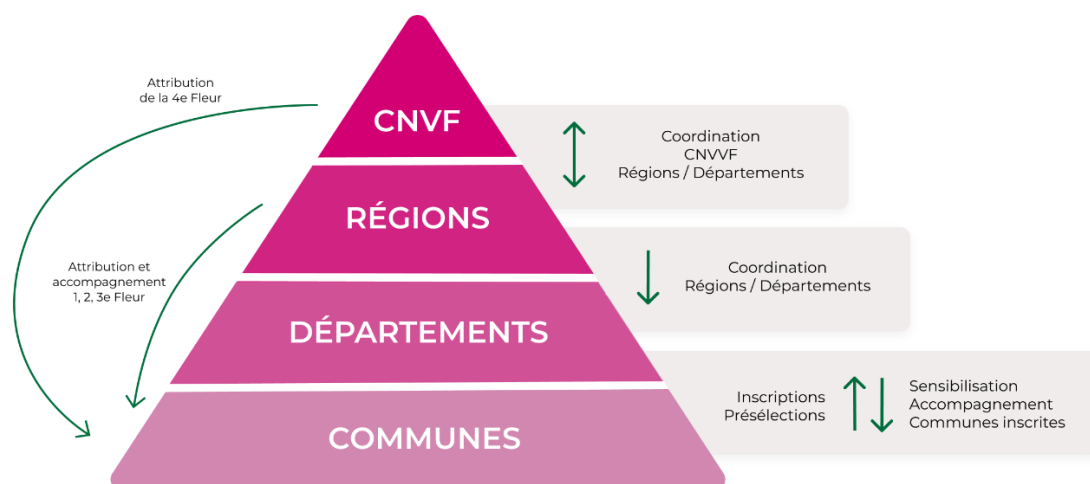 Attribution
de la 4e Fleur
CNVF
Coordination
CNVVF
Régions / Départements
RÉGIONS
Attribution et
accompagnement
1, 2, 3e Fleur
Coordination
Régions / Départements
DÉPARTEMENTS
Inscriptions
Présélections
Sensibilisation
Accompagnement
Communes inscrites
COMMUNES